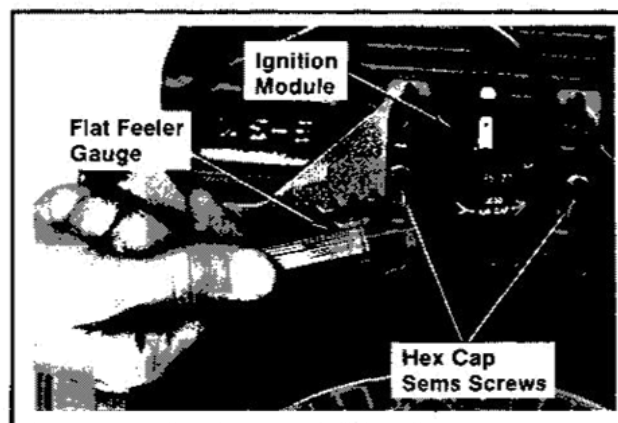 Ignition
Module
Flat Feeler
Gauge
Hex Cap
Sems Screws